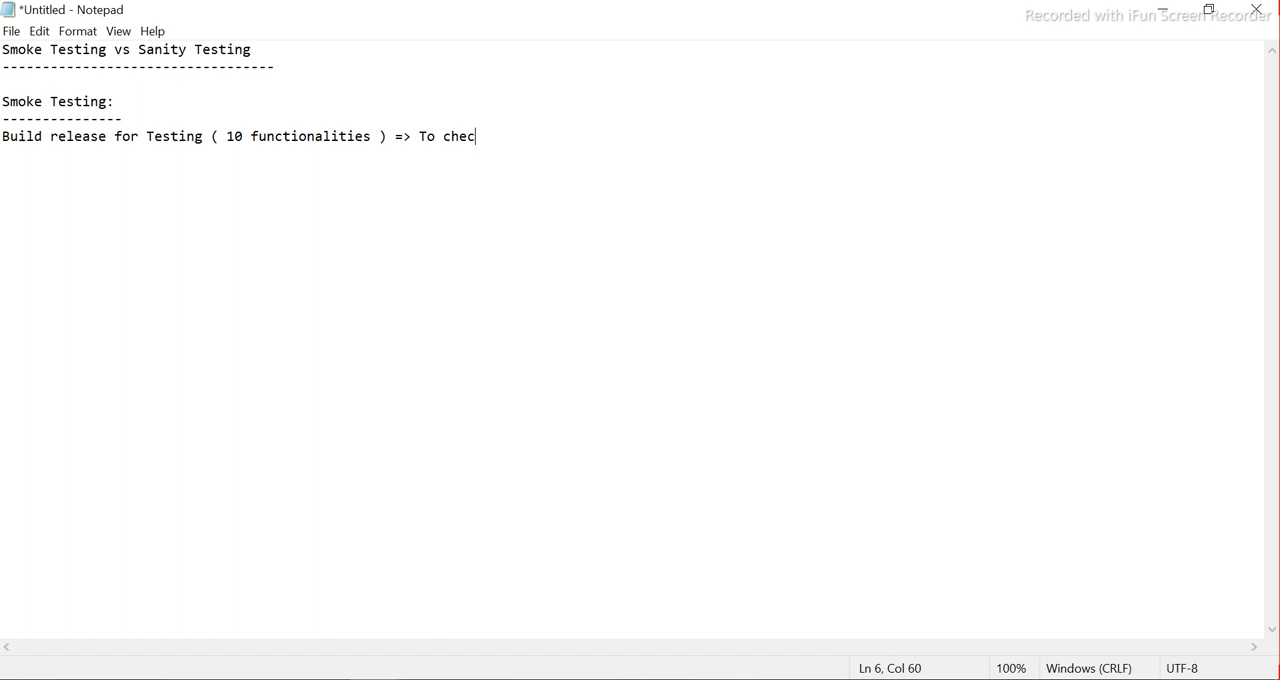 *Untitled - Notepad
Recorded with iFun Screen Recorder
File Edit Format View Help
Smoke Testing vs Sanity Testing
----------------------------------
Smoke Testing:
---------------
Build release for Testing ( 10 functionalities ) => To chec
Ln 6, Col 60 100% Windows (CRLF) UTF-8